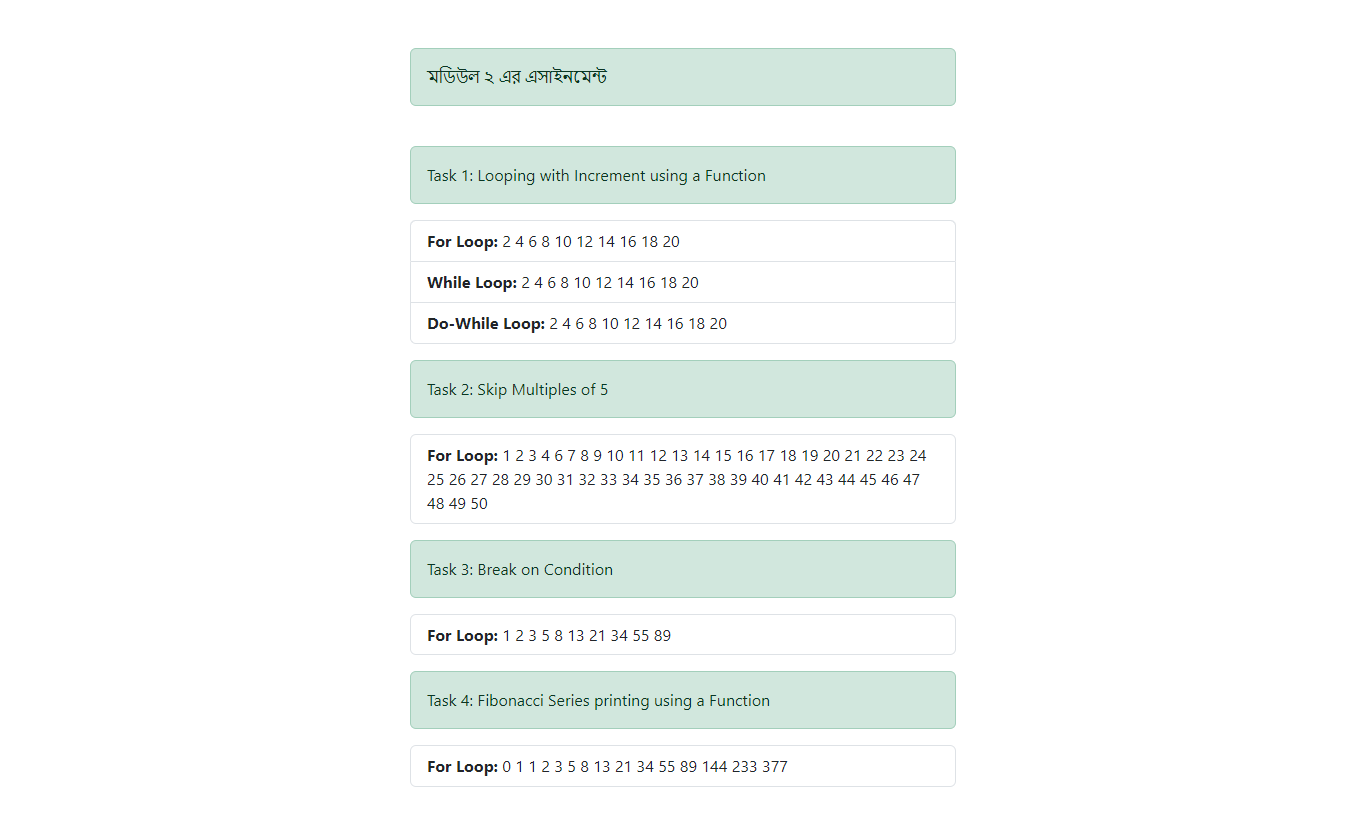 মডিউল ২ এর এসাইনমেন্ট
Task 1: Looping with Increment using a Function
For Loop: 2 4 6 8 10 12 14 16 18 20
While Loop: 2 4 6 8 10 12 14 16 18 20
Do-While Loop: 2 4 6 8 10 12 14 16 18 20
Task 2: Skip Multiples of 5
For Loop: 1 2 3 4 6 7 8 9 10 11 12 13 14 15 16 17 18 19 20 21 22 23 24
25 26 27 28 29 30 31 32 33 34 35 36 37 38 39 40 41 42 43 44 45 46 47
48 49 50
Task 3: Break on Condition
For Loop: 1 2 3 5 8 13 21 34 55 89
Task 4: Fibonacci Series printing using a Function
For Loop: 0 1 1 2 3 5 8 13 21 34 55 89 144 233 377